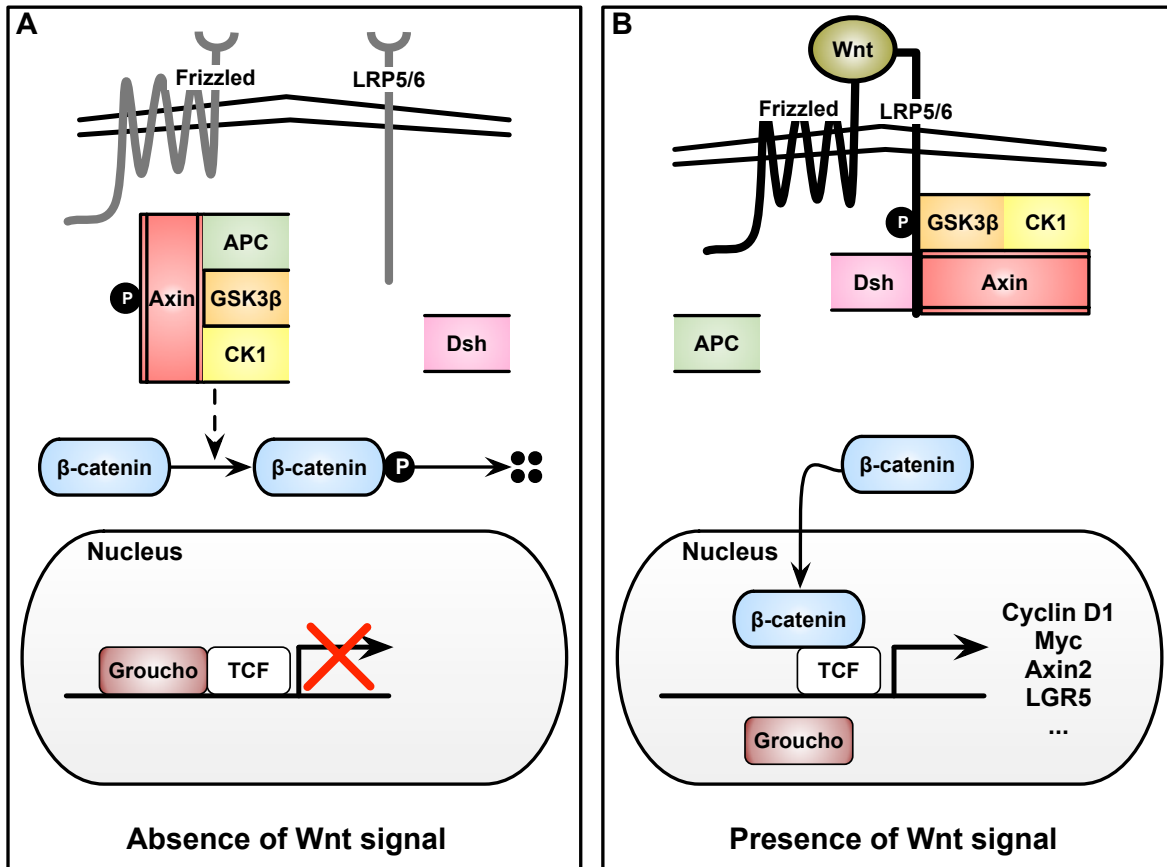 A
Frizzled
LRP5/6
APC
P
Axin
GSK3β
CK1
Dsh
β-catenin
β-catenin
P
Nucleus
Groucho
TCF
Absence of Wnt signal
B
Wnt
Frizzled
LRP5/6
P
GSK3β
CK1
Dsh
Axin
APC
β-catenin
Nucleus
β-catenin
TCF
Cyclin D1
Myc
Axin2
LGR5
...
Groucho
Presence of Wnt signal